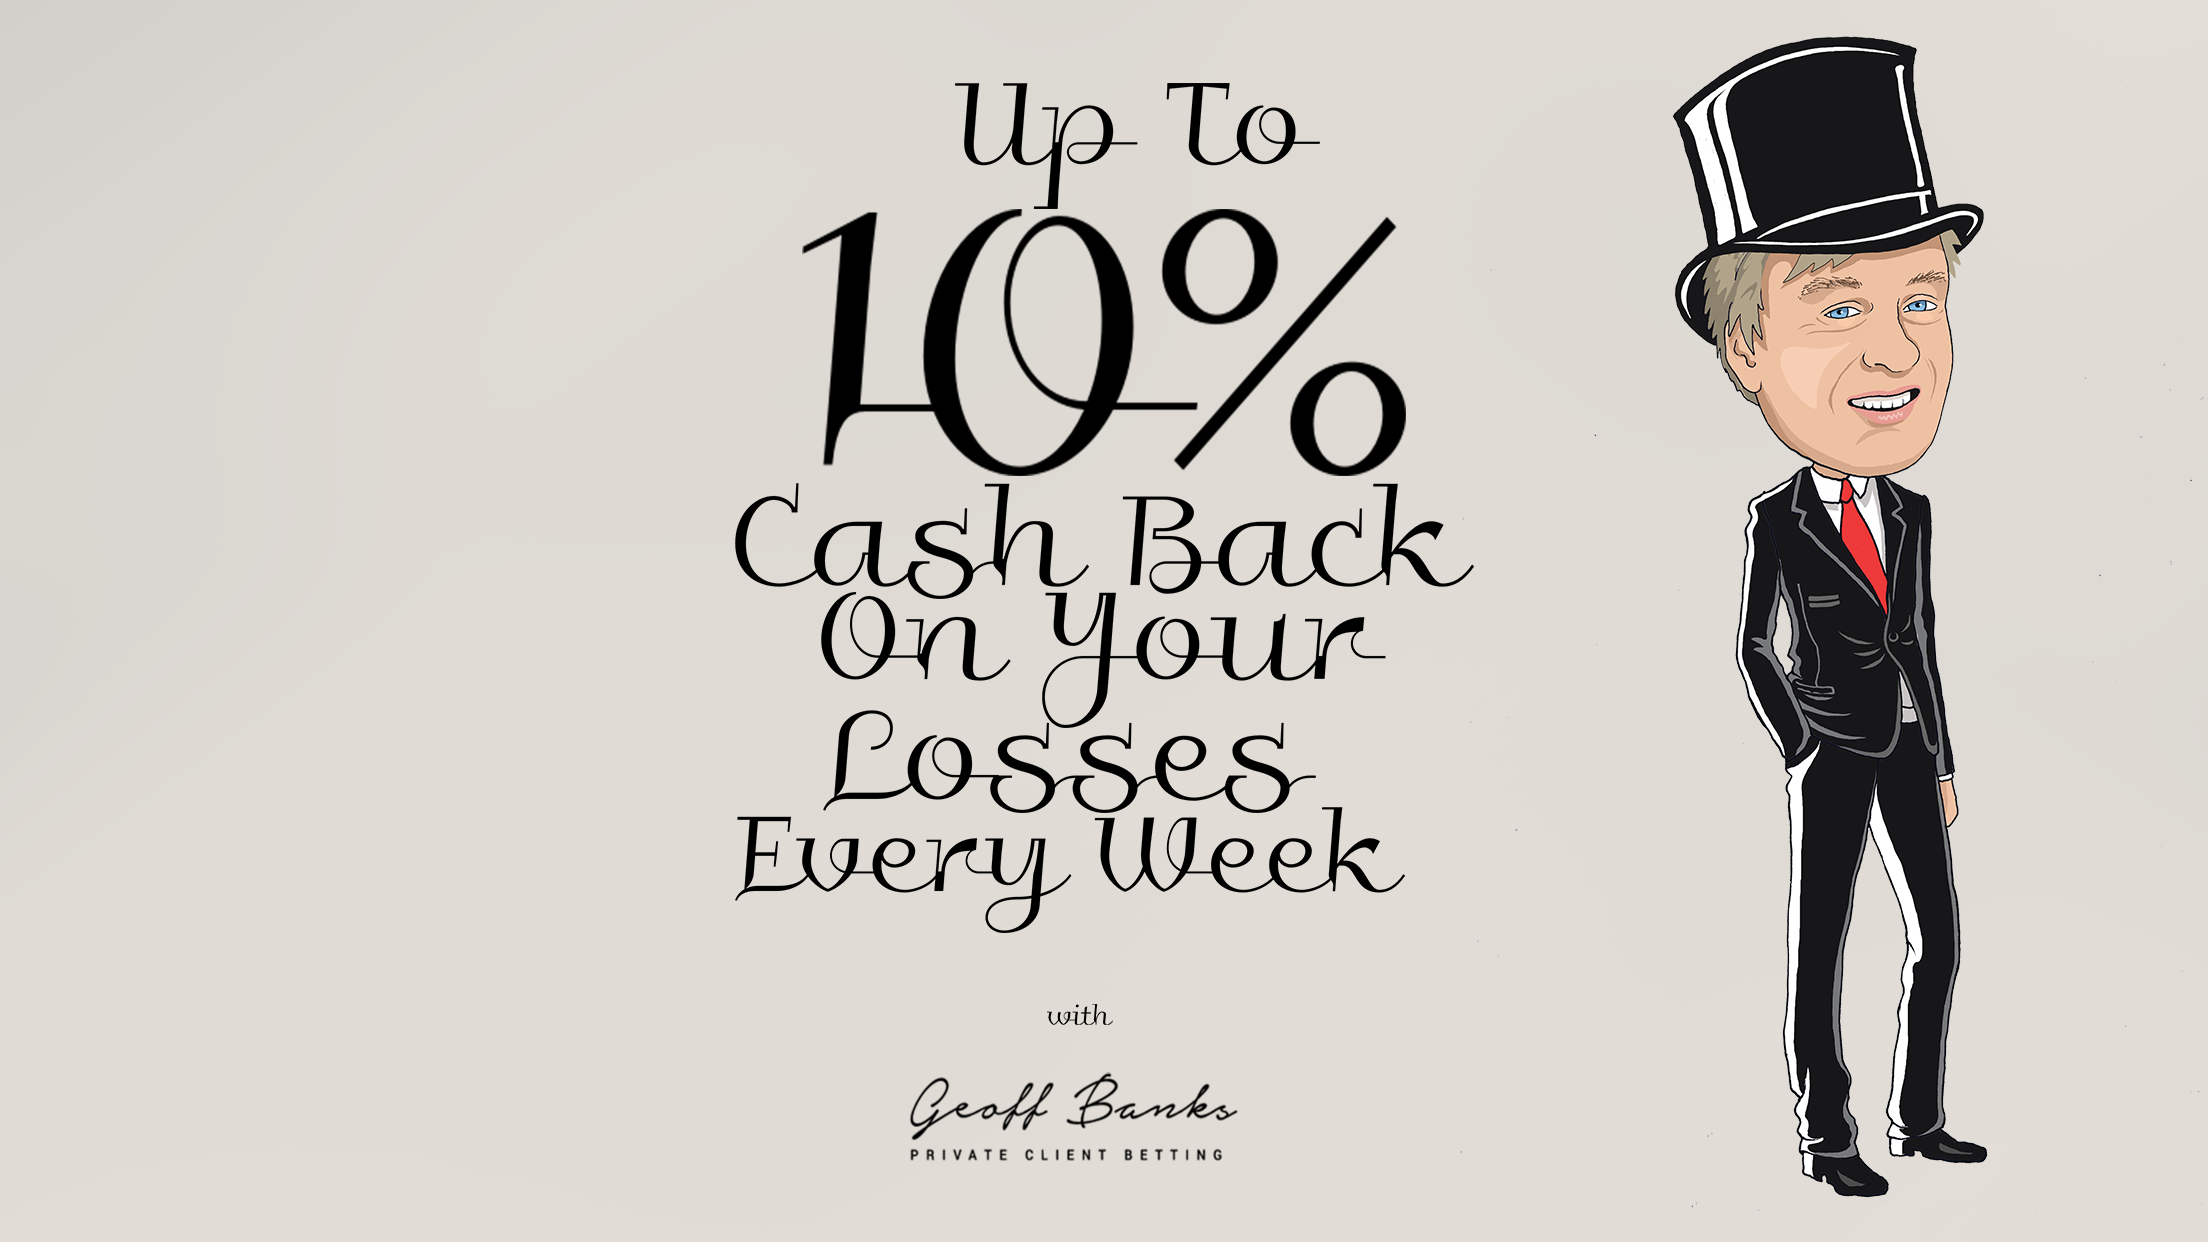 Up To
10%
Cash Back
On Your
Losses
Every Week
with
Geoff Banks
PRIVATE CLIENT BETTING